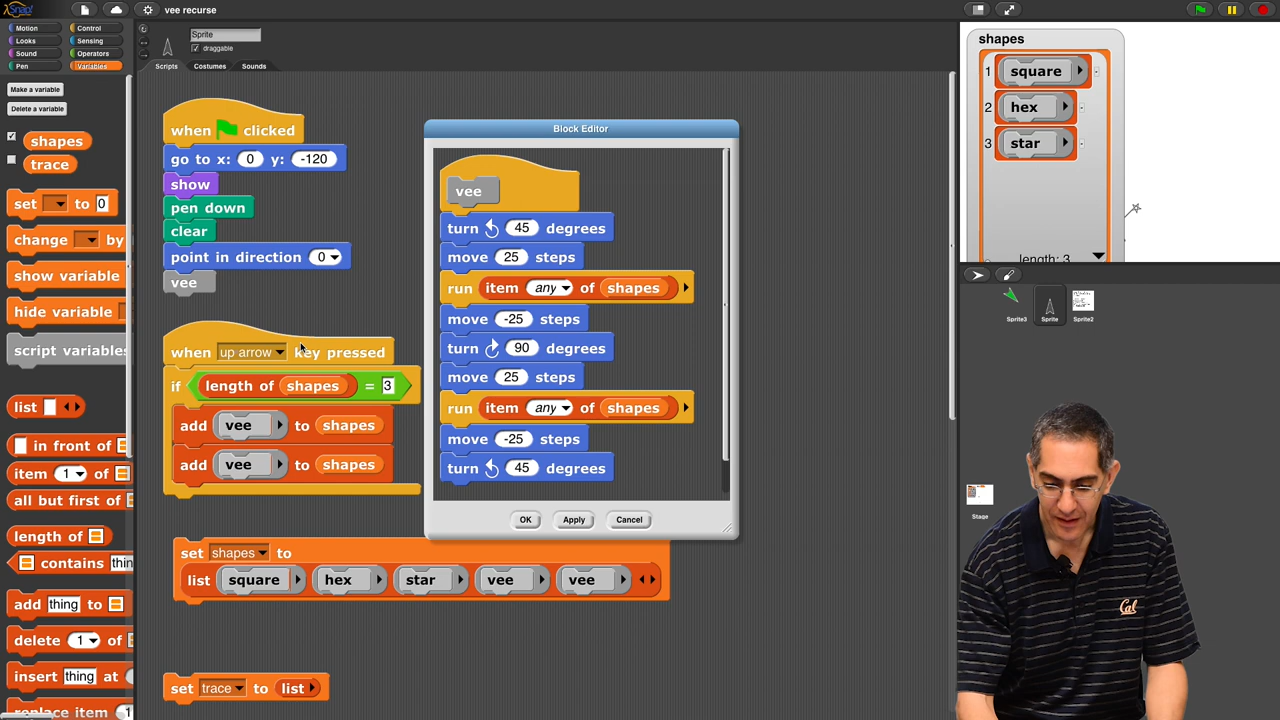 Snap!
vee recurse
Motion
Control
Looks
Sensing
Sound
Operators
Pen
Variables
Make a variable
Delete a variable
shapes
trace
set to 0
change by
show variable
hide variable
script variables
list
in front of
item 1 of
all but first of
length of
contains thin
add thing to
delete 1 of
insert thing at
replace item 1
Sprite
draggable
Scripts
Costumes
Sounds
when clicked
go to x: 0 y: -120
show
pen down
clear
point in direction 0
vee
when up arrow key pressed
if length of shapes = 3
add vee to shapes
add vee to shapes
set shapes to
list square hex star vee vee
set trace to list
Block Editor
vee
turn 45 degrees
move 25 steps
run item any of shapes
move -25 steps
turn 90 degrees
move 25 steps
run item any of shapes
move -25 steps
turn 45 degrees
OK
Apply
Cancel
shapes
1 square
2 hex
3 star
length: 3
Sprite3
Sprite
Sprite2
Stage
Cal